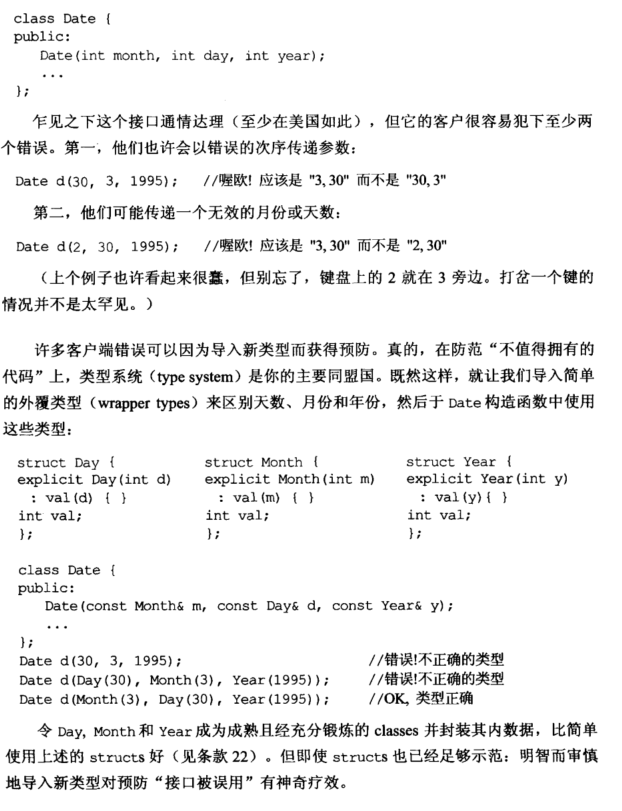 class Date {
public:
Date(int month, int day, int year);
...
};
乍见之下这个接口通情达理（至少在美国如此），但它的客户很容易犯下至少两
个错误。第一，他们也许会以错误的次序传递参数：
Date d(30, 3, 1995); //喔欧! 应该是 "3, 30" 而不是 "30, 3"
第二，他们可能传递一个无效的月份或天数：
Date d(2, 30, 1995); //喔欧! 应该是 "3, 30" 而不是 "2, 30"
（上个例子也许看起来很蠢，但别忘了，键盘上的 2 就在 3 旁边。打岔一个键的
情况并不是太罕见。）
许多客户端错误可以因为导入新类型而获得预防。真的，在防范“不值得拥有的
代码”上，类型系统（type system）是你的主要同盟国。既然这样，就让我们导入简单
的外覆类型（wrapper types）来区别天数、月份和年份，然后于 Date 构造函数中使用
这些类型：
struct Day { struct Month { struct Year {
explicit Day(int d) explicit Month(int m) explicit Year(int y)
: val(d) { } : val(m) { } : val(y){ }
int val; int val; int val;
}; }; };
class Date {
public:
Date(const Month& m, const Day& d, const Year& y);
...
};
Date d(30, 3, 1995); //错误!不正确的类型
Date d(Day(30), Month(3), Year(1995)); //错误!不正确的类型
Date d(Month(3), Day(30), Year(1995)); //OK, 类型正确
令 Day, Month 和 Year 成为成熟且经充分锻炼的 classes 并封装其内数据，比简单
使用上述的 structs 好（见条款 22）。但即使 structs 也已经足够示范：明智而审慎
地导入新类型对预防“接口被误用”有神奇疗效。